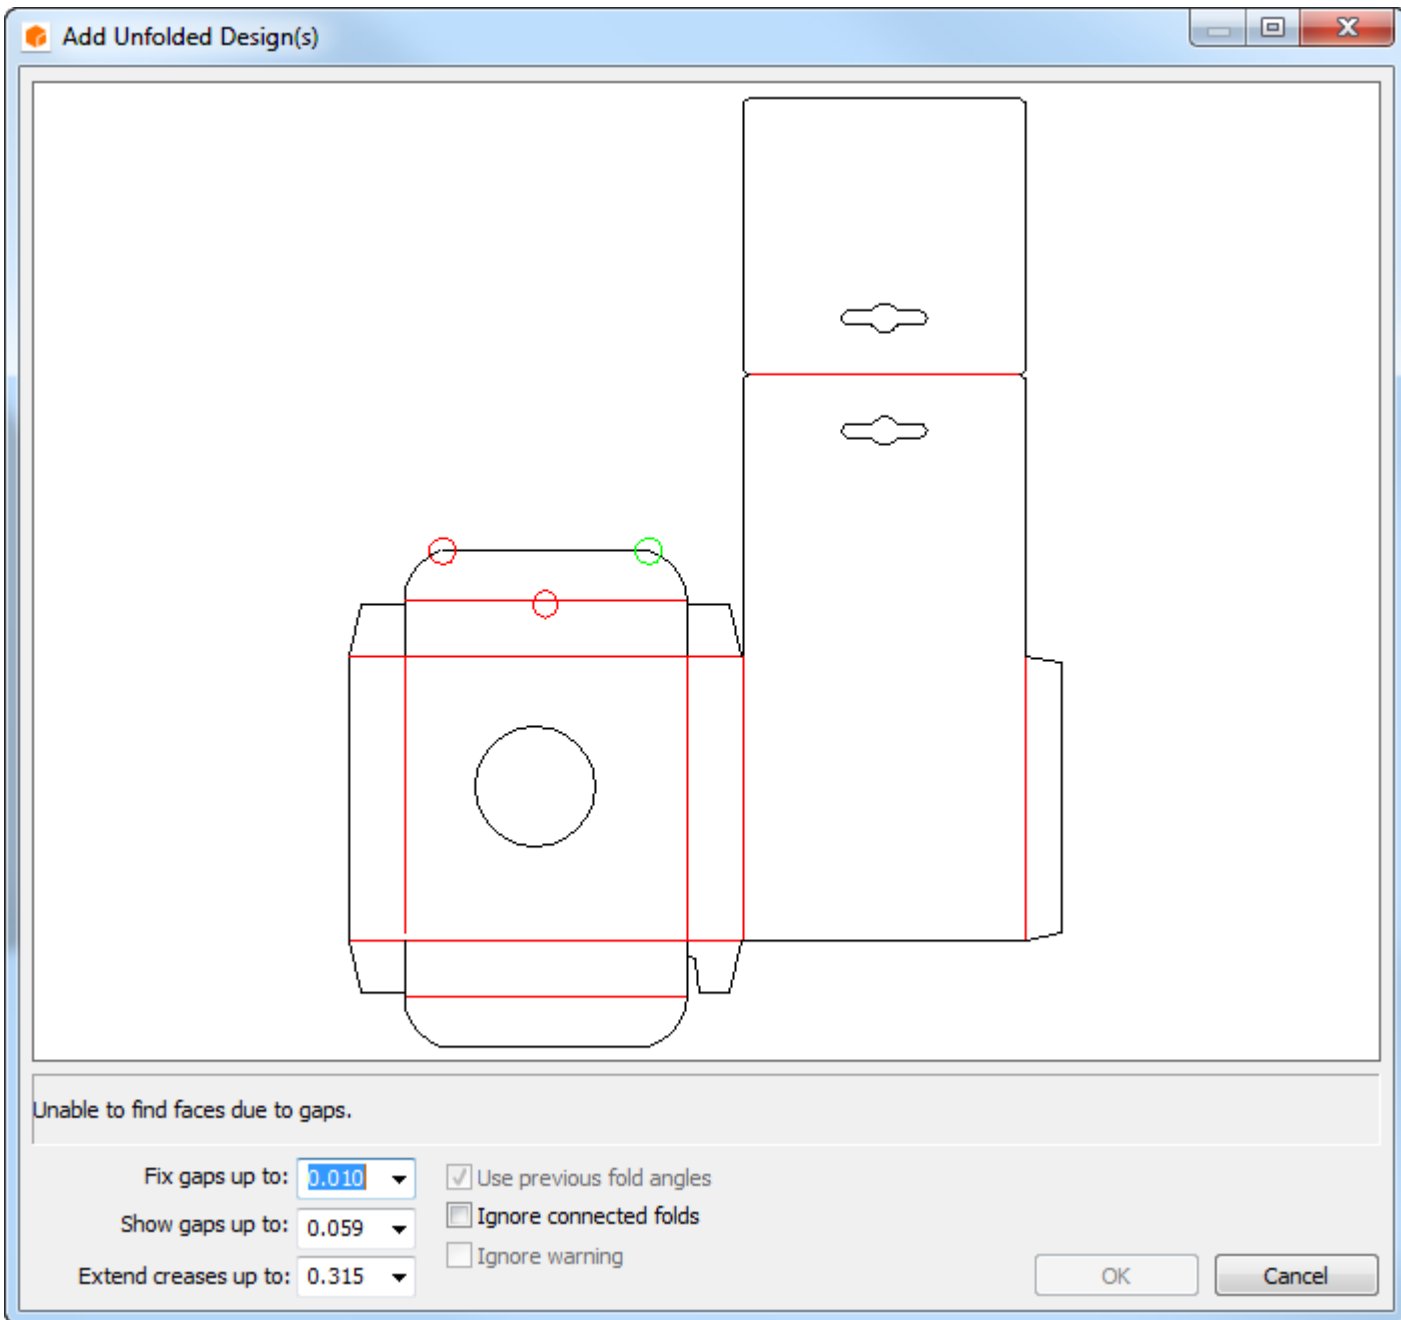 Add Unfolded Design(s)
Unable to find faces due to gaps.
Fix gaps up to: 0.010
Use previous fold angles
Show gaps up to: 0.059
Ignore connected folds
Extend creases up to: 0.315
Ignore warning
OK
Cancel